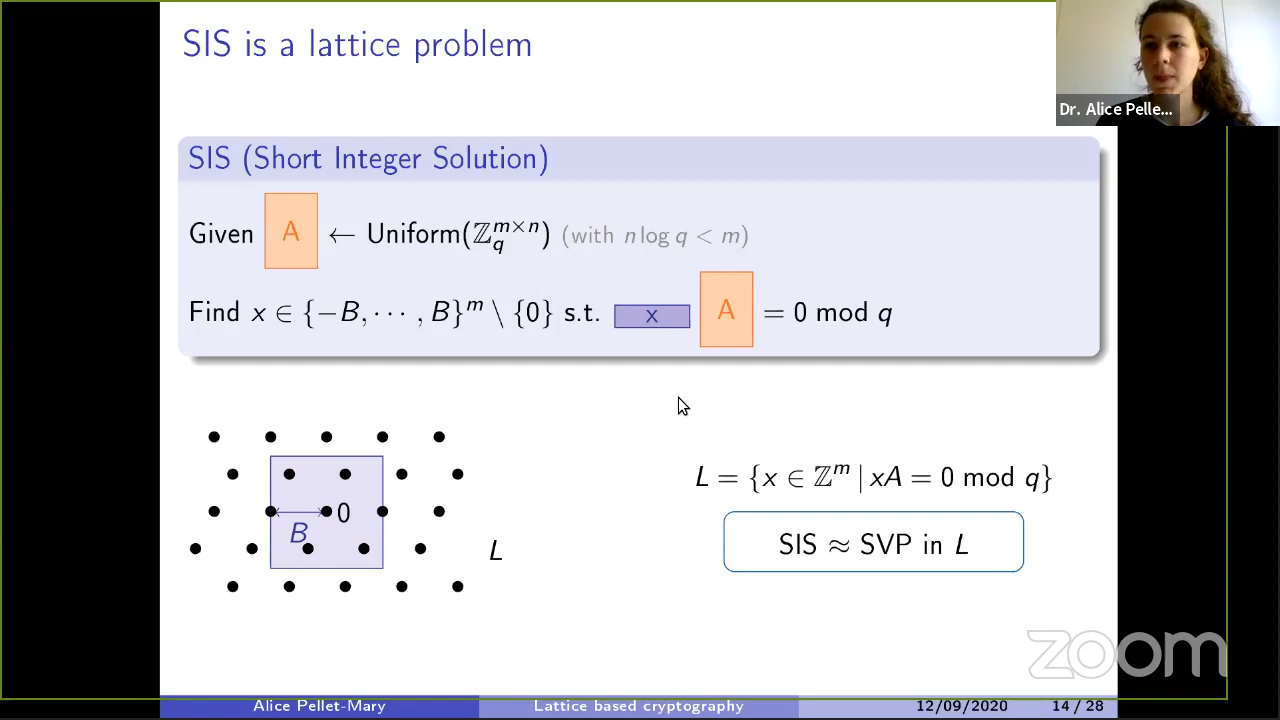 SIS is a lattice problem
Dr. Alice Pelle...
SIS (Short Integer Solution)
Given A ← Uniform(ℤ_q^{m×n}) (with n log q < m)
Find x ∈ {−B, ⋯ , B}^m \ {0} s.t. x A = 0 mod q
0
B
L
L = {x ∈ ℤ^m | xA = 0 mod q}
SIS ≈ SVP in L
zoom
Alice Pellet-Mary Lattice based cryptography 12/09/2020 14 / 28